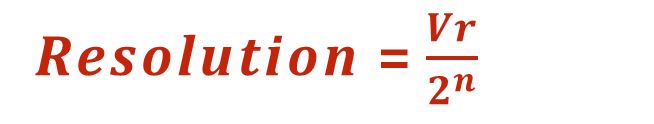 Resolution = Vr / 2^n